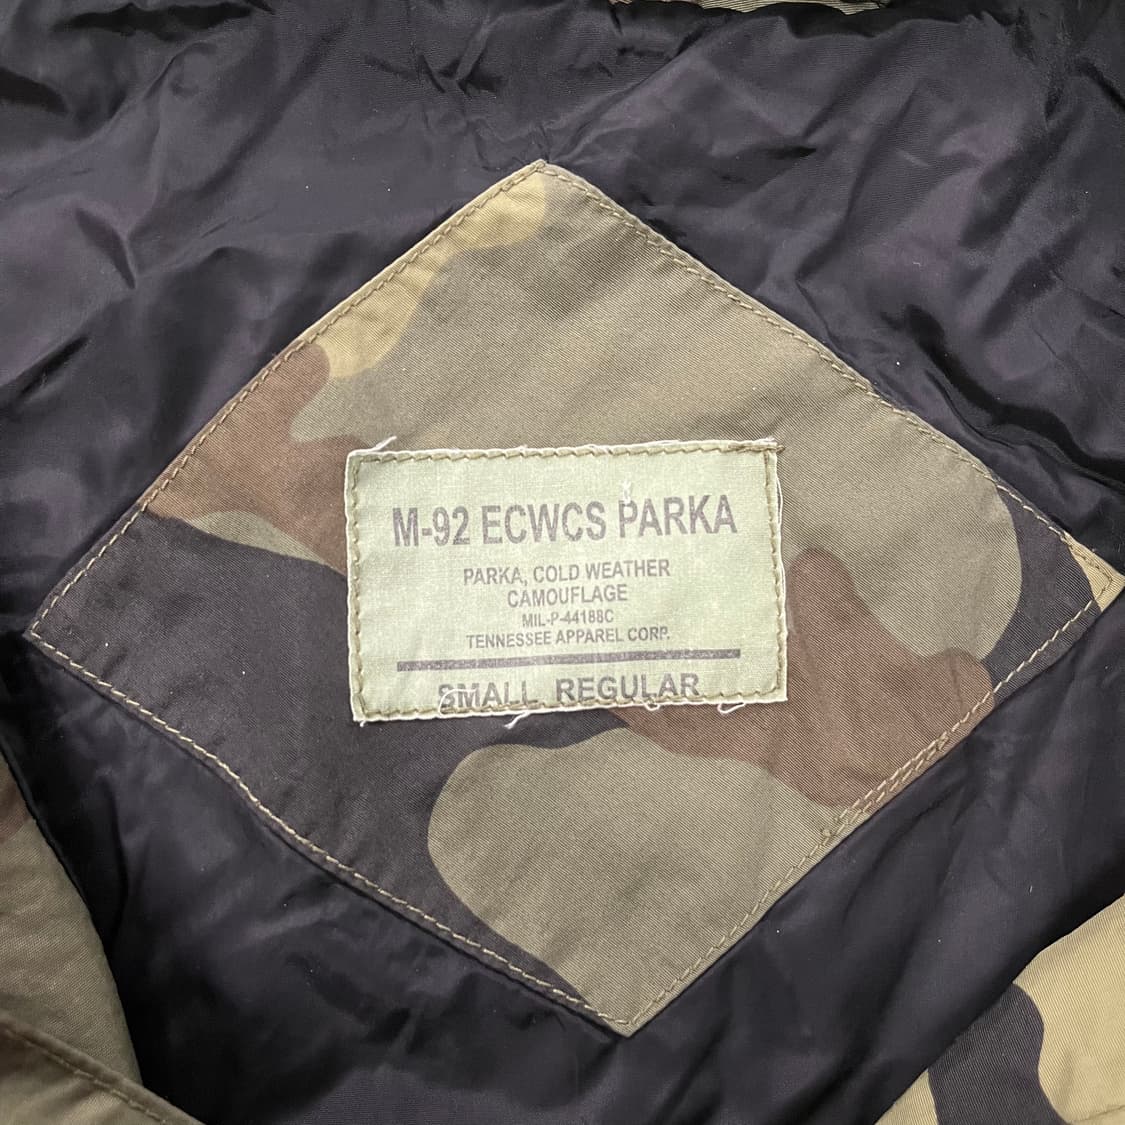 M-92 ECWCS PARKA
PARKA, COLD WEATHER
CAMOUFLAGE
MIL-P-44188C
TENNESSEE APPAREL CORP.
SMALL REGULAR